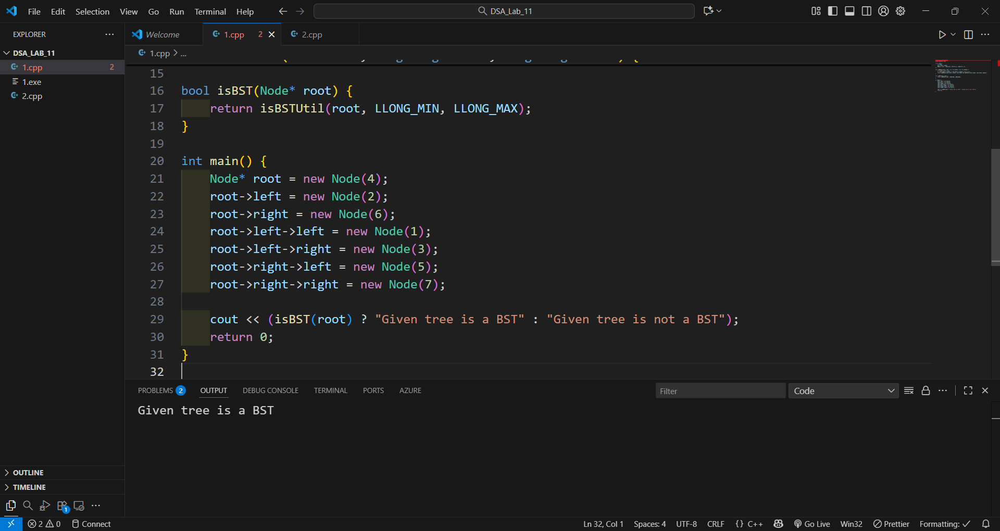 File Edit Selection View Go Run Terminal Help
DSA_Lab_11
EXPLORER
DSA_LAB_11
1.cpp 2
1.exe
2.cpp
OUTLINE
TIMELINE
1
Welcome
1.cpp 2
2.cpp
1.cpp > ...
15
16 bool isBST(Node* root) {
17 return isBSTUtil(root, LLONG_MIN, LLONG_MAX);
18 }
19
20 int main() {
21 Node* root = new Node(4);
22 root->left = new Node(2);
23 root->right = new Node(6);
24 root->left->left = new Node(1);
25 root->left->right = new Node(3);
26 root->right->left = new Node(5);
27 root->right->right = new Node(7);
28
29 cout << (isBST(root) ? "Given tree is a BST" : "Given tree is not a BST");
30 return 0;
31 }
32
PROBLEMS 2 OUTPUT DEBUG CONSOLE TERMINAL PORTS AZURE
Filter
Code
Given tree is a BST
2 0 Connect
Ln 32, Col 1 Spaces: 4 UTF-8 CRLF {} C++ Go Live Win32 Prettier Formatting: ✓